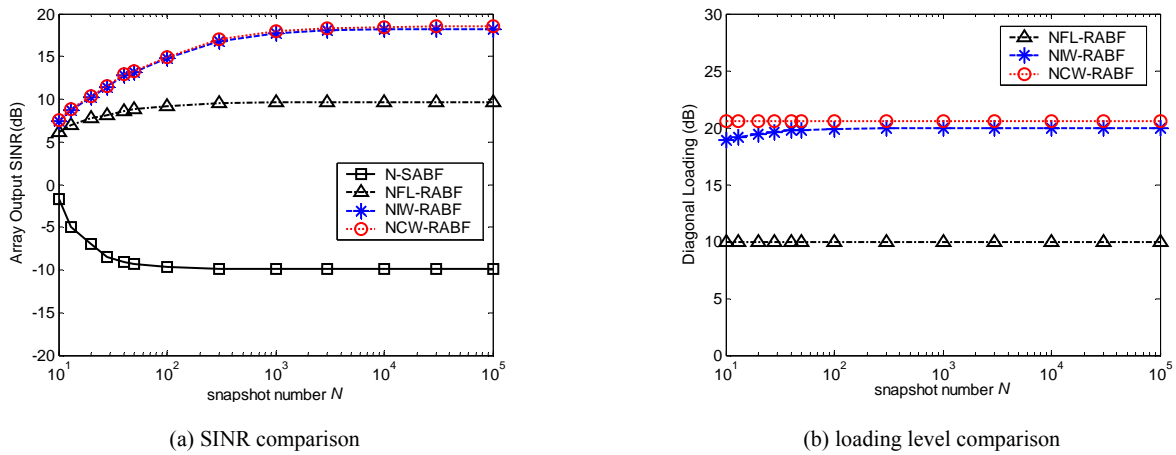 20
15
10
5
0
-5
-10
-15
-20
Array Output SINR(dB)
N-SABF
NFL-RABF
NIW-RABF
NCW-RABF
10^1
10^2
10^3
10^4
10^5
snapshot number N
(a) SINR comparison
30
25
20
15
10
5
0
Diagonal Loading (dB)
NFL-RABF
NIW-RABF
NCW-RABF
10^1
10^2
10^3
10^4
10^5
snapshot number N
(b) loading level comparison